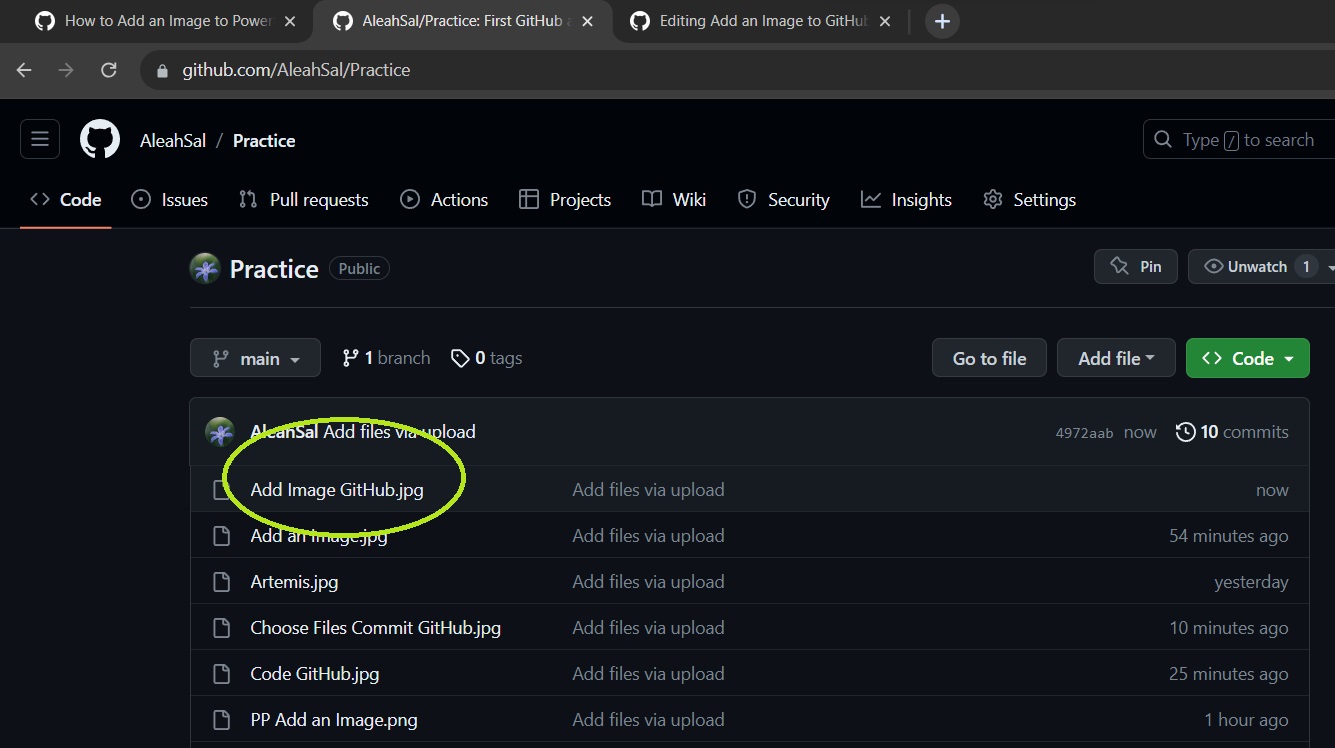 How to Add an Image to Power
AleahSal/Practice: First GitHub a
Editing Add an Image to GitHub
github.com/AleahSal/Practice
AleahSal / Practice
Type / to search
Code Issues Pull requests Actions Projects Wiki Security Insights Settings
Practice Public
Pin Unwatch 1
main 1 branch 0 tags Go to file Add file Code
AleahSal Add files via upload 4972aab now 10 commits
Add Image GitHub.jpg Add files via upload now
Add an Image.jpg Add files via upload 54 minutes ago
Artemis.jpg Add files via upload yesterday
Choose Files Commit GitHub.jpg Add files via upload 10 minutes ago
Code GitHub.jpg Add files via upload 25 minutes ago
PP Add an Image.png Add files via upload 1 hour ago